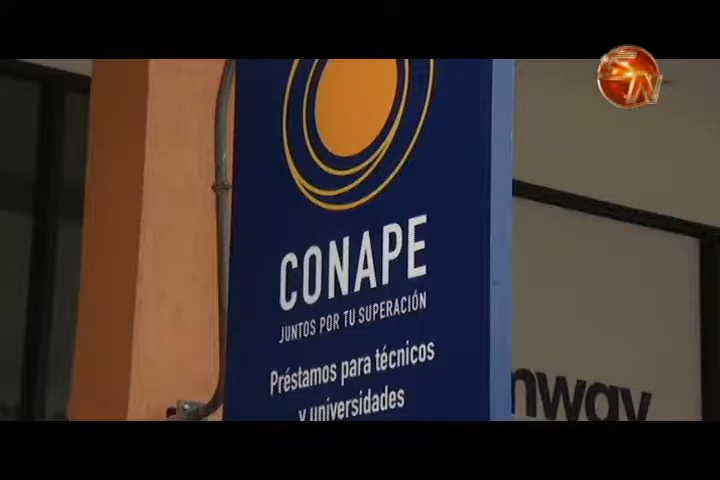 CONAPE
JUNTOS POR TU SUPERACIÓN
Préstamos para técnicos
y universidades
nway